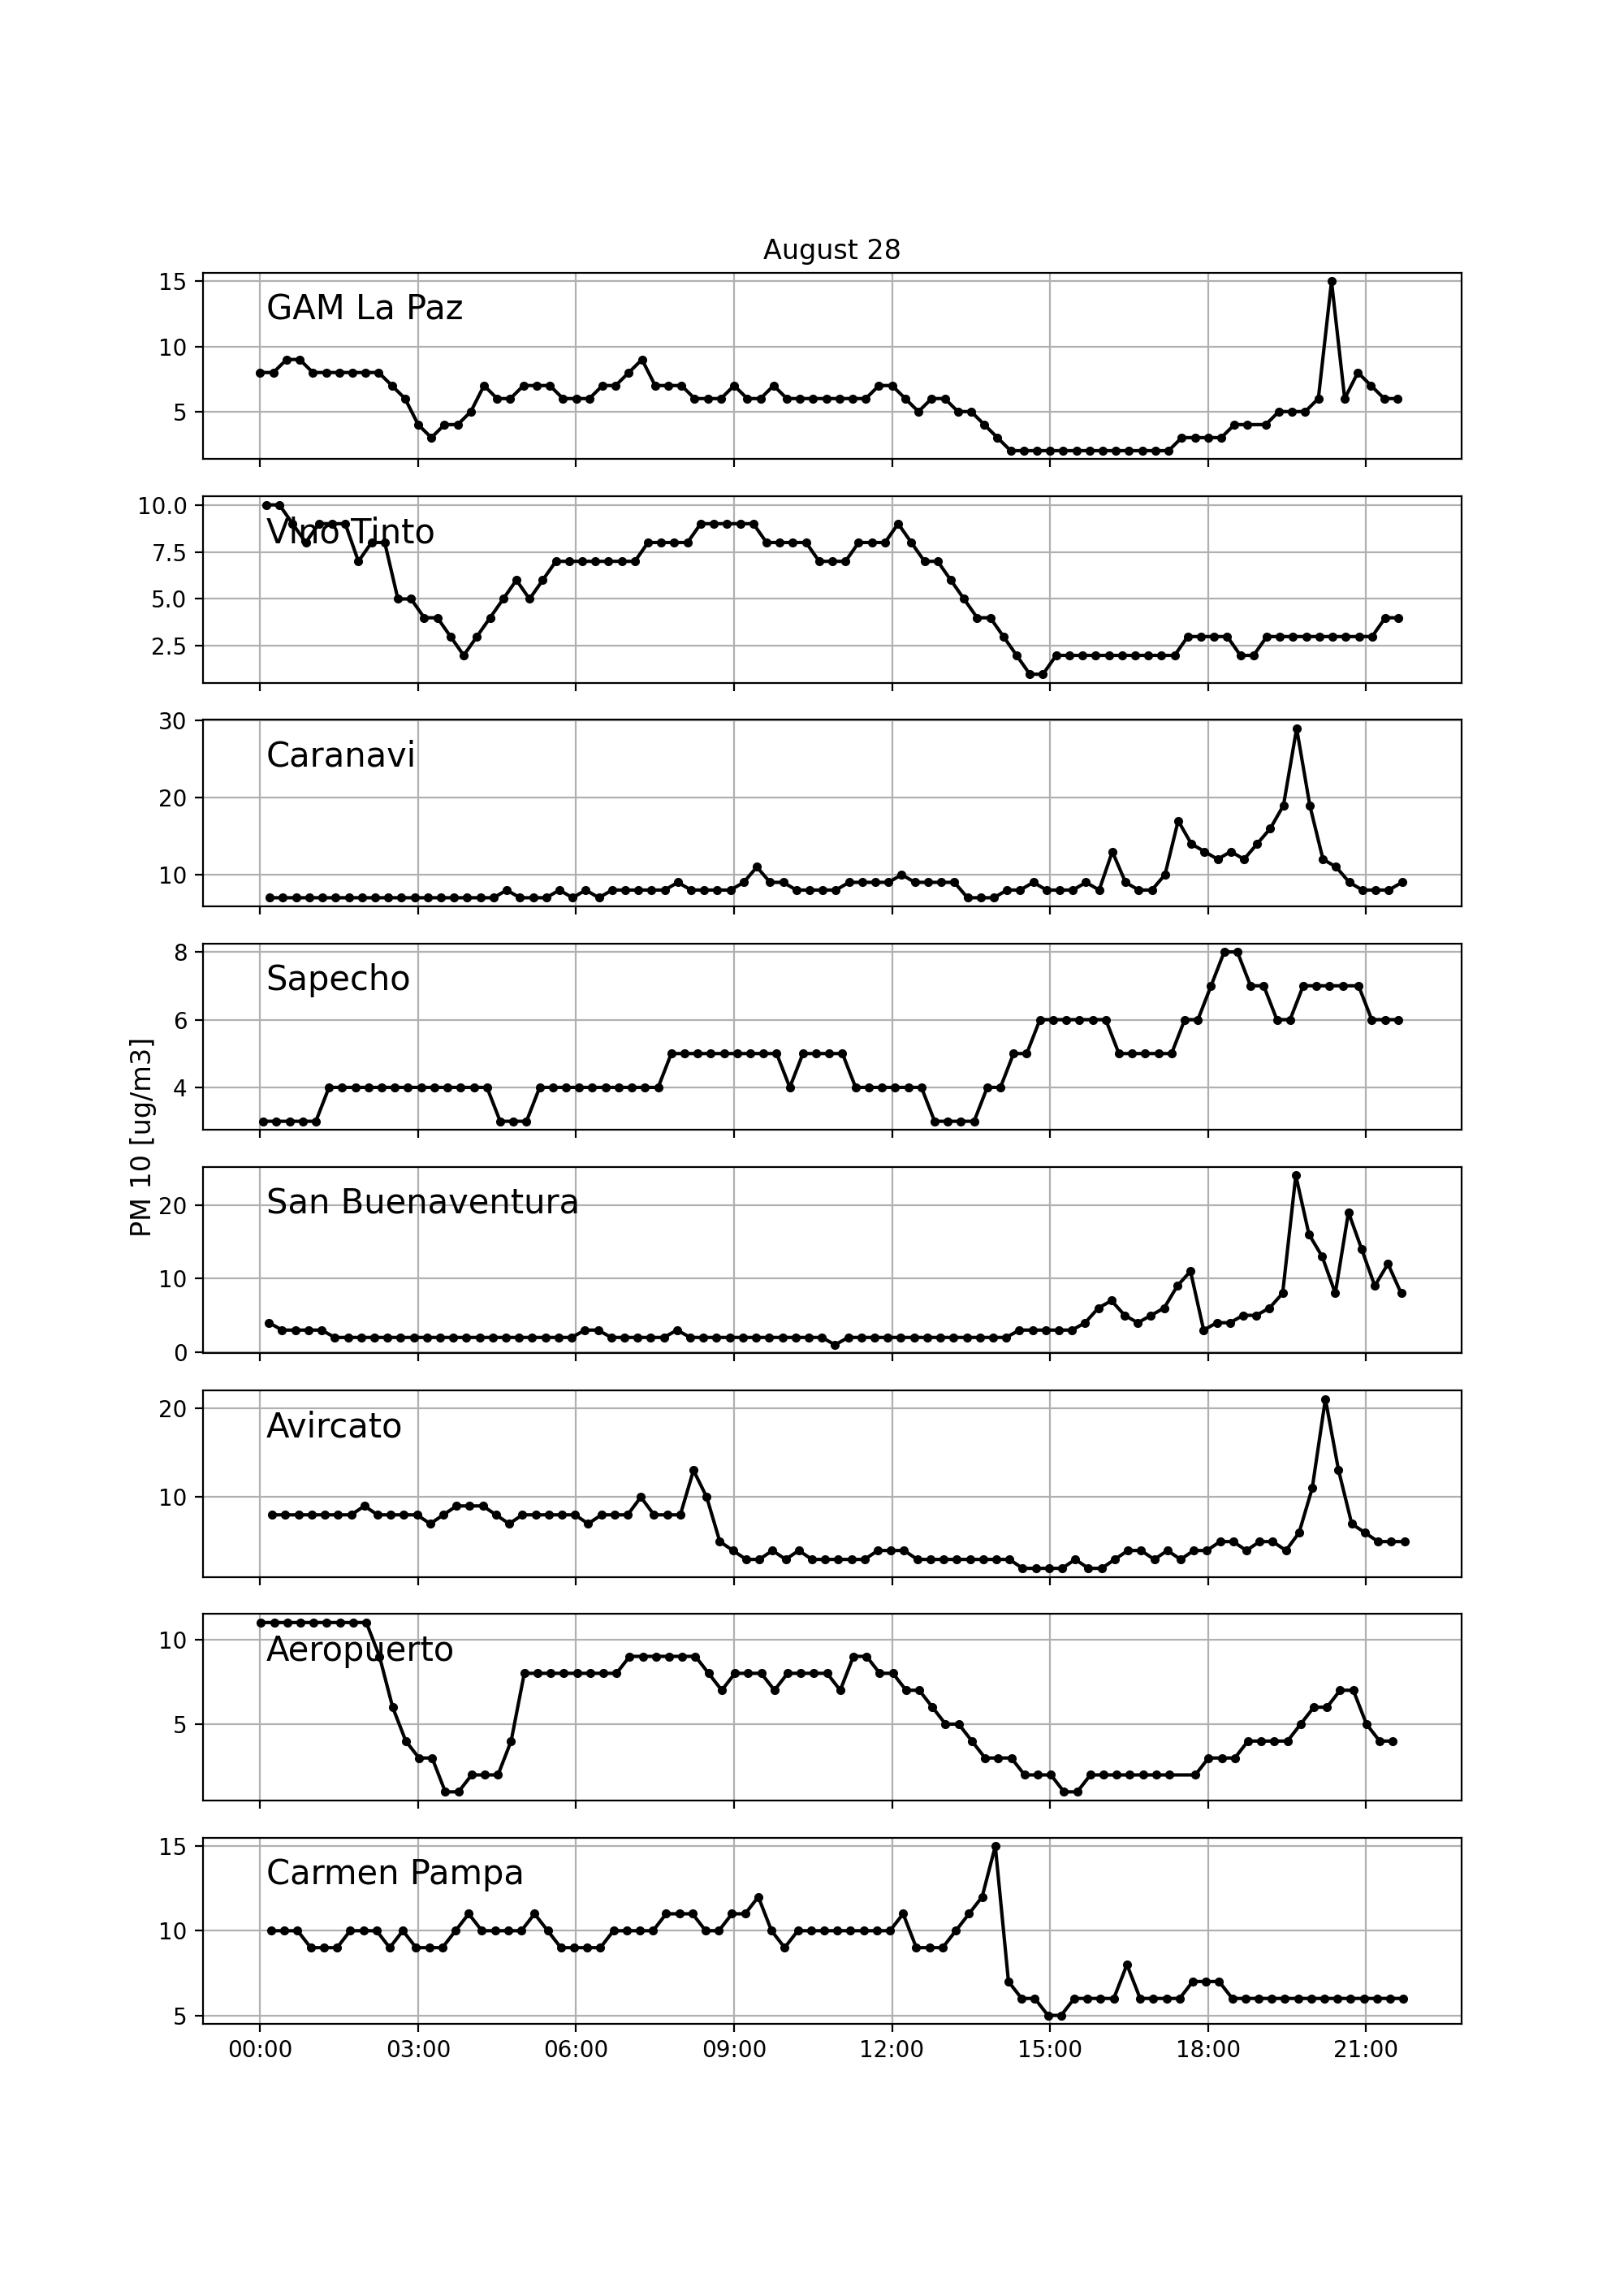 August 28
PM 10 [ug/m3]
15
10
5
GAM La Paz
10.0
7.5
5.0
2.5
Vino Tinto
30
20
10
Caranavi
8
6
4
Sapecho
20
10
0
San Buenaventura
20
10
Avircato
10
5
Aeropuerto
15
10
5
Carmen Pampa
00:00 03:00 06:00 09:00 12:00 15:00 18:00 21:00